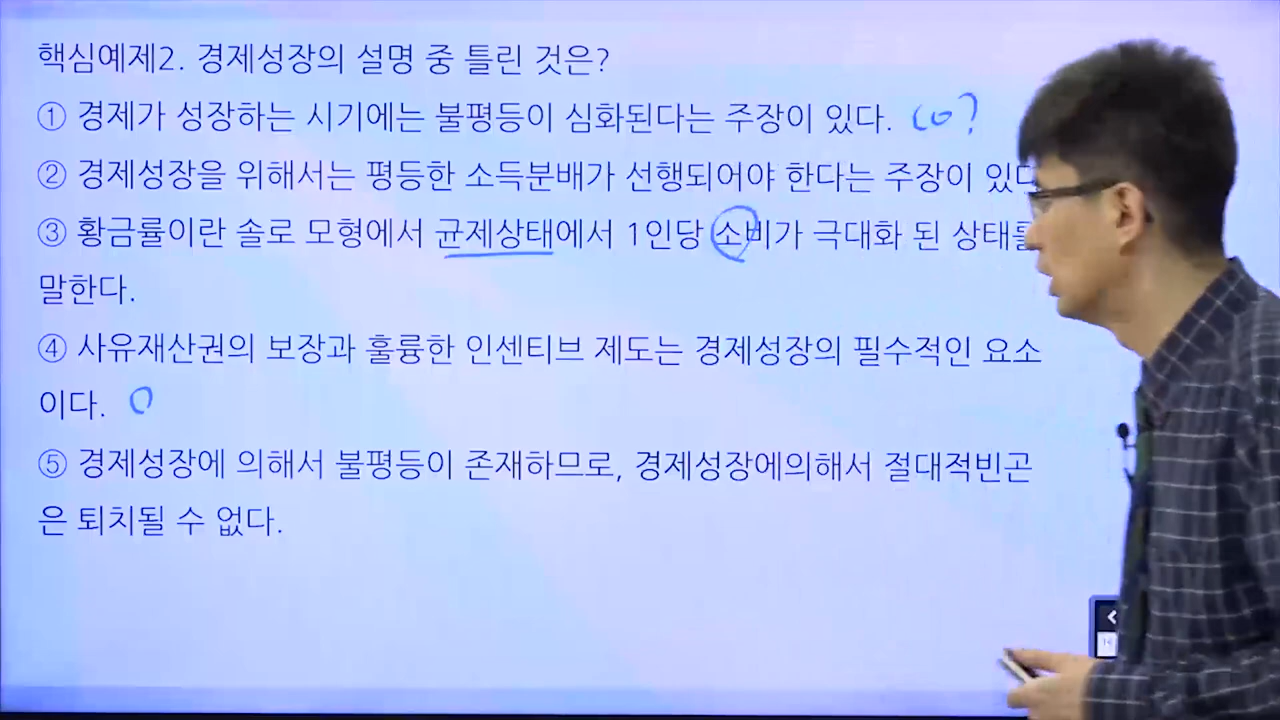 핵심예제2. 경제성장의 설명 중 틀린 것은?
① 경제가 성장하는 시기에는 불평등이 심화된다는 주장이 있다.
② 경제성장을 위해서는 평등한 소득분배가 선행되어야 한다는 주장이
③ 황금률이란 솔로 모형에서 균제상태에서 1인당 소비가 극대화 된 상태를
말한다.
④ 사유재산권의 보장과 훌륭한 인센티브 제도는 경제성장의 필수적인 요소
이다.
⑤ 경제성장에 의해서 불평등이 존재하므로, 경제성장에의해서 절대적빈곤
은 퇴치될 수 없다.